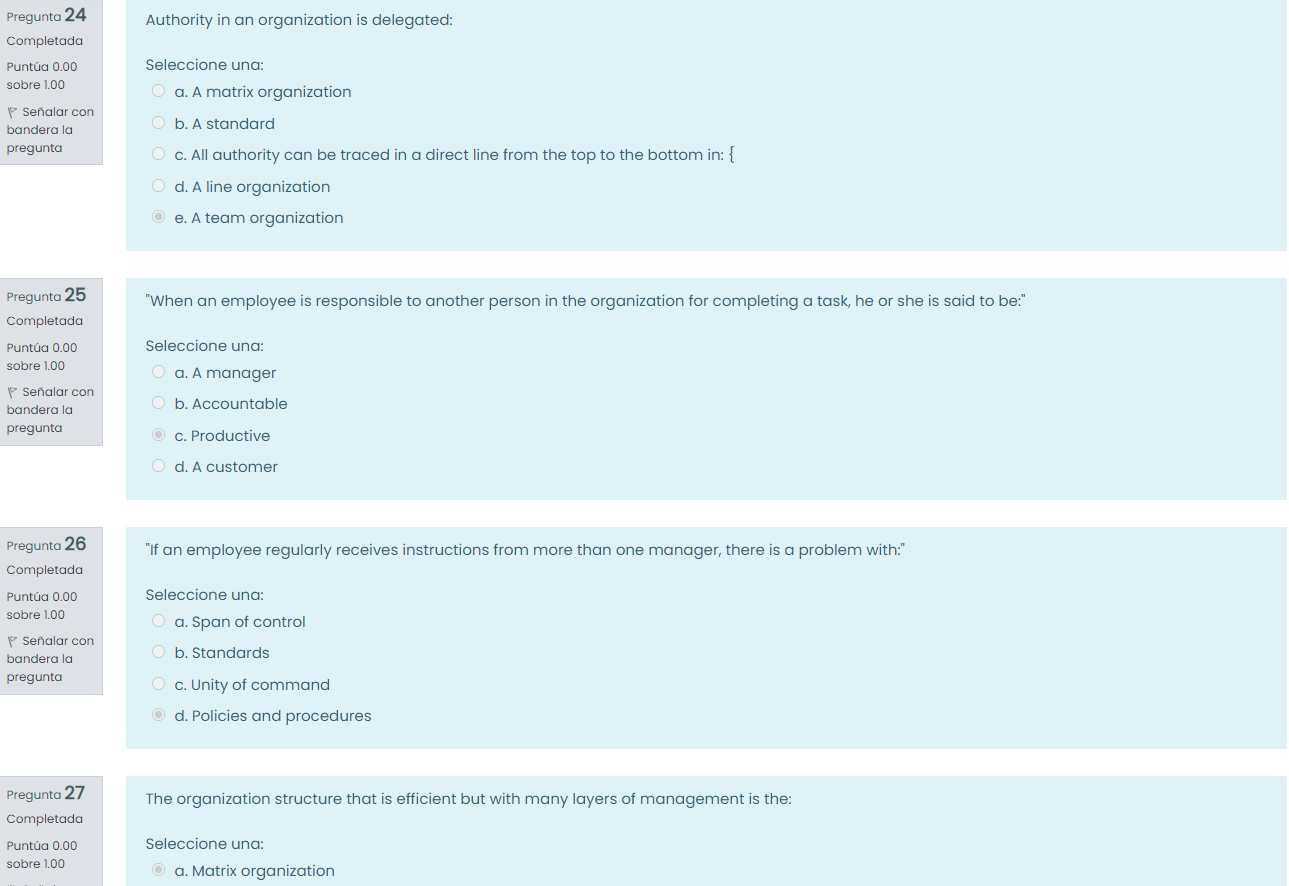 Pregunta 24
Completada
Puntúa 0.00
sobre 1.00
Señalar con
bandera la
pregunta
Authority in an organization is delegated:
Seleccione una:
a. A matrix organization
b. A standard
c. All authority can be traced in a direct line from the top to the bottom in: {
d. A line organization
e. A team organization
Pregunta 25
Completada
Puntúa 0.00
sobre 1.00
Señalar con
bandera la
pregunta
"When an employee is responsible to another person in the organization for completing a task, he or she is said to be:"
Seleccione una:
a. A manager
b. Accountable
c. Productive
d. A customer
Pregunta 26
Completada
Puntúa 0.00
sobre 1.00
Señalar con
bandera la
pregunta
"If an employee regularly receives instructions from more than one manager, there is a problem with:"
Seleccione una:
a. Span of control
b. Standards
c. Unity of command
d. Policies and procedures
Pregunta 27
Completada
Puntúa 0.00
sobre 1.00
The organization structure that is efficient but with many layers of management is the:
Seleccione una:
a. Matrix organization